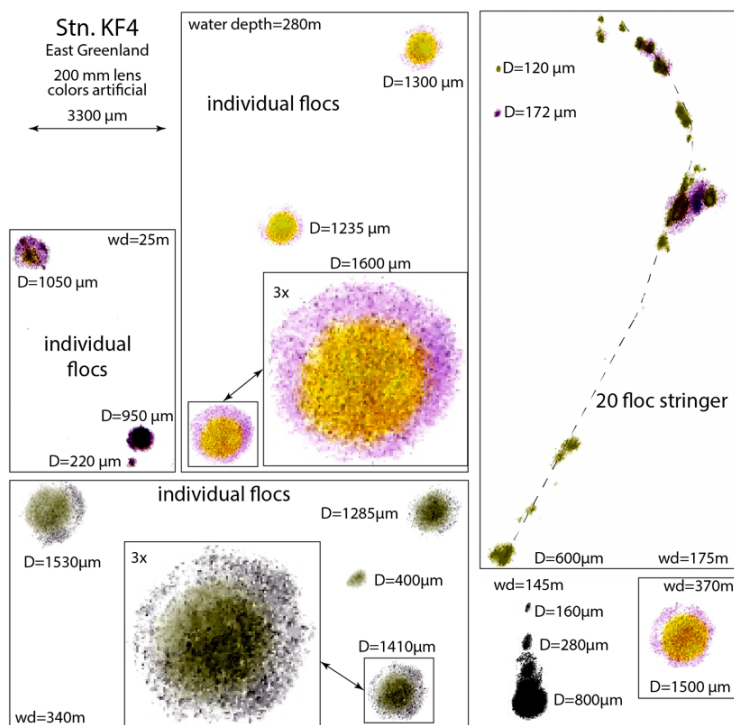 Stn. KF4
East Greenland
200 mm lens
colors artificial
3300 µm
water depth=280m
D=1300 µm
individual flocs
D=1235 µm
D=1600 µm
3x
wd=25m
D=1050 µm
individual
flocs
D=950 µm
D=220 µm
D=120 µm
D=172 µm
20 floc stringer
D=600µm
wd=175m
individual flocs
D=1530µm
3x
D=1285µm
D=400µm
D=1410µm
wd=340m
wd=145m
D=160µm
D=280µm
D=800µm
wd=370m
D=1500 µm